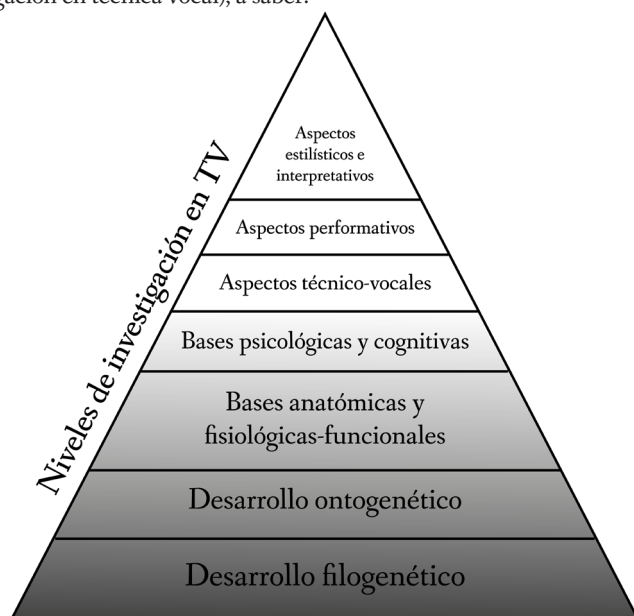 en técnica vocal), a saber:
Niveles de investigación en TV
Aspectos
estilísticos e
interpretativos
Aspectos performativos
Aspectos técnico-vocales
Bases psicológicas y cognitivas
Bases anatómicas y
fisiológicas-funcionales
Desarrollo ontogenético
Desarrollo filogenético